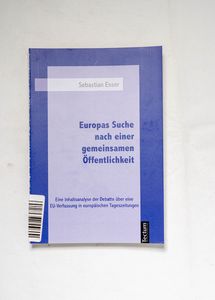 Sebastian Esser
Europas Suche
nach einer
gemeinsamen
Öffentlichkeit
Eine Inhaltsanalyse der Debatte über eine
EU-Verfassung in europäischen Tageszeitungen
Tectum